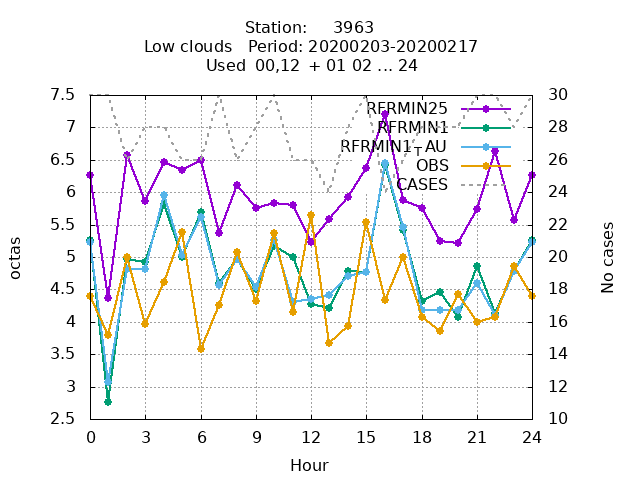 Station: 3963
Low clouds Period: 20200203-20200217
Used 00,12 + 01 02 ... 24
RFRMIN25
RFRMIN1
RFRMIN1_AU
OBS
CASES
7.5
7
6.5
6
5.5
5
4.5
4
3.5
3
2.5
octas
30
28
26
24
22
20
18
16
14
12
10
No cases
0 3 6 9 12 15 18 21 24
Hour